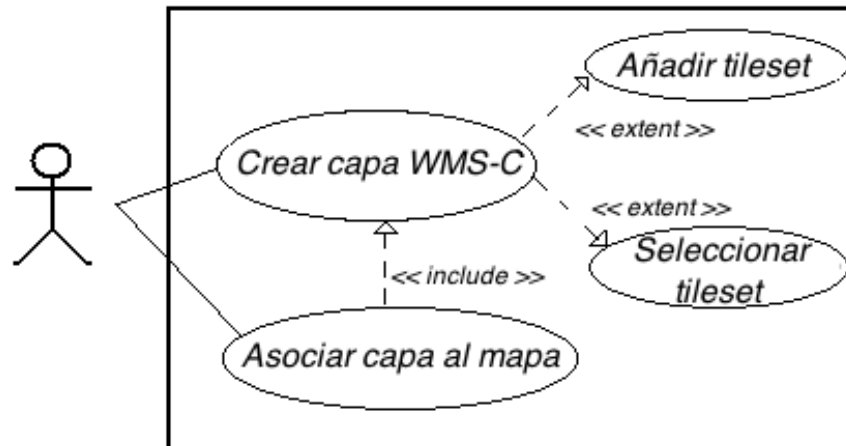 Añadir tileset
<< extent >>
Crear capa WMS-C
<< extent >>
Seleccionar
tileset
<< include >>
Asociar capa al mapa